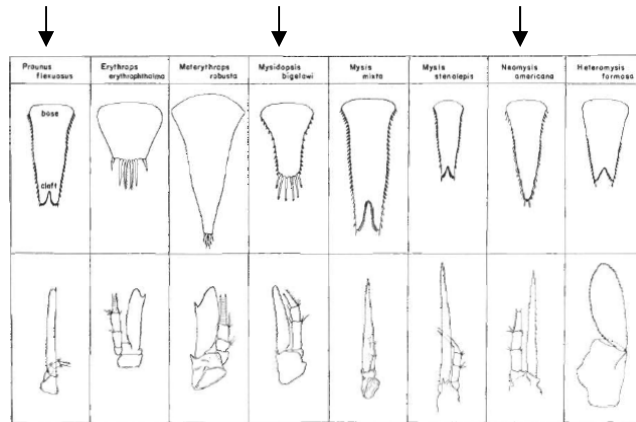 Praunus
flexuosus
Erythrops
erythrophthalma
Meterythrops
robusta
Mysidopsis
bigelowi
Mysis
mixta
Mysis
stenolepis
Neomysis
americana
Heteromysis
formosa
base
cleft